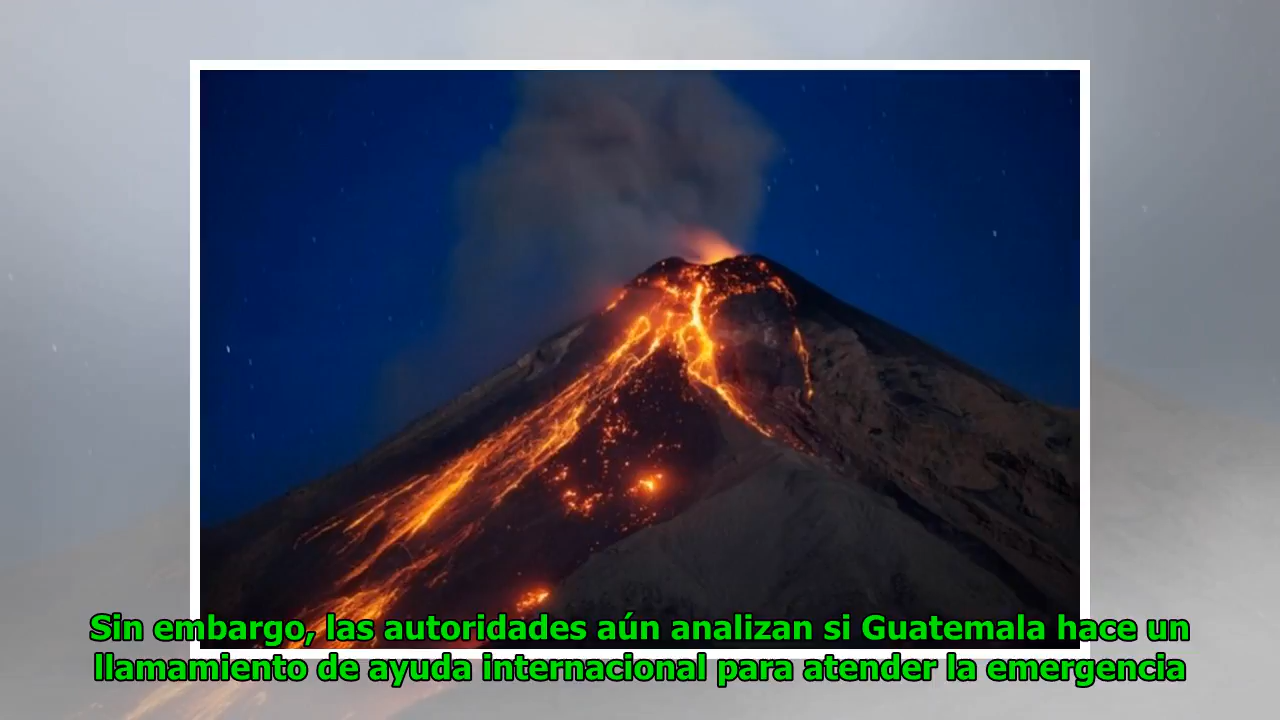 Sin embargo, las autoridades aún analizan si Guatemala hace un
llamamiento de ayuda internacional para atender la emergencia